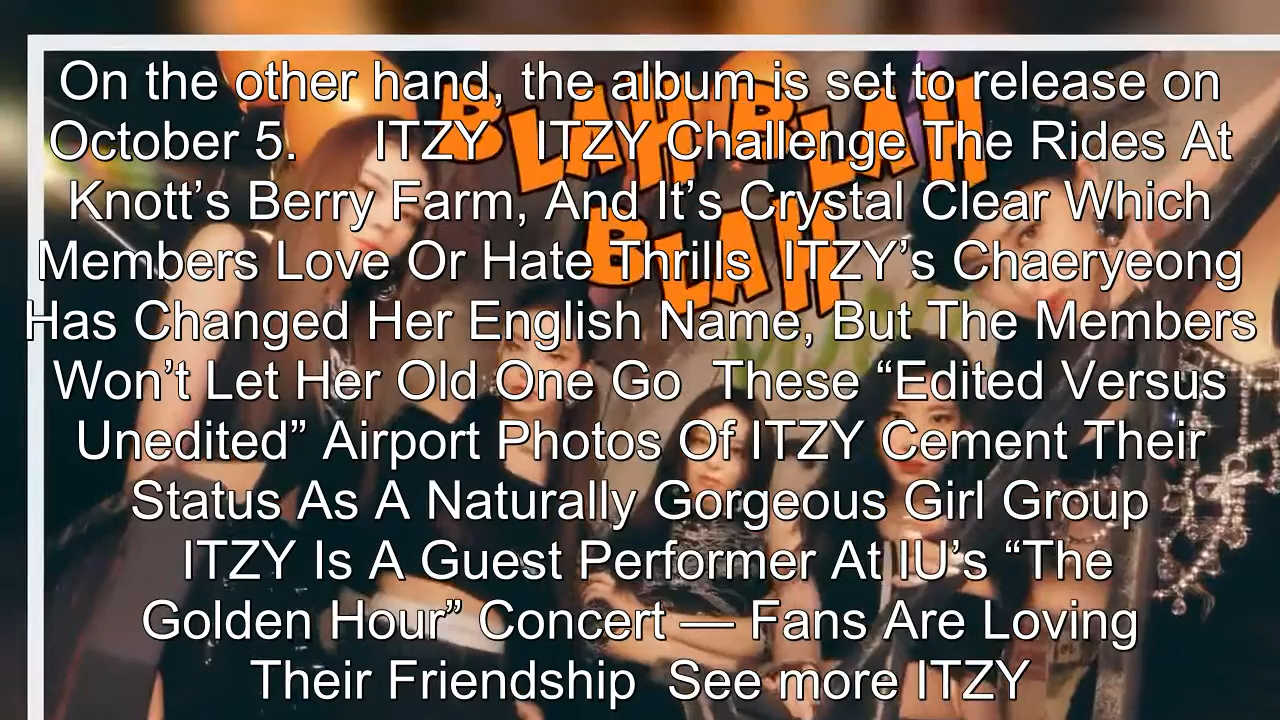 On the other hand, the album is set to release on
October 5. ITZY ITZY Challenge The Rides At
Knott’s Berry Farm, And It’s Crystal Clear Which
Members Love Or Hate Thrills ITZY’s Chaeryeong
Has Changed Her English Name, But The Members
Won’t Let Her Old One Go These “Edited Versus
Unedited” Airport Photos Of ITZY Cement Their
Status As A Naturally Gorgeous Girl Group
ITZY Is A Guest Performer At IU’s “The
Golden Hour” Concert — Fans Are Loving
Their Friendship See more ITZY
BLAH BLAH
BLAH